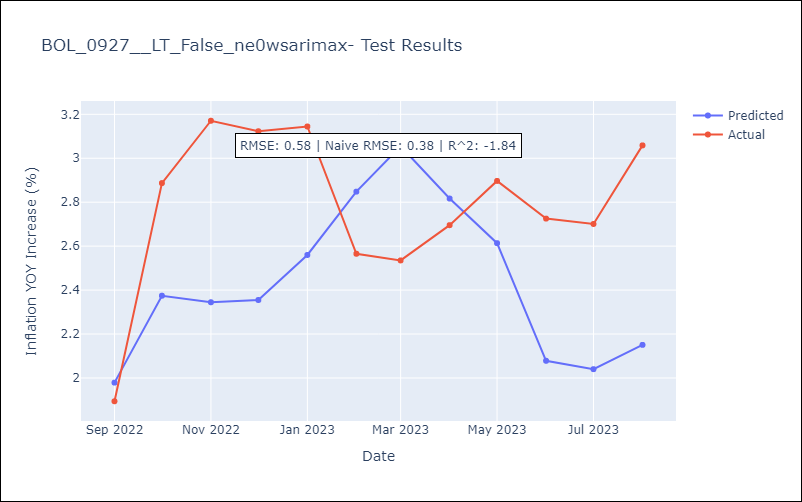 BOL_0927__LT_False_ne0wsarimax- Test Results
Predicted
Actual
RMSE: 0.58 | Naive RMSE: 0.38 | R^2: -1.84
Inflation YOY Increase (%)
3.2
3
2.8
2.6
2.4
2.2
2
Sep 2022 Nov 2022 Jan 2023 Mar 2023 May 2023 Jul 2023
Date